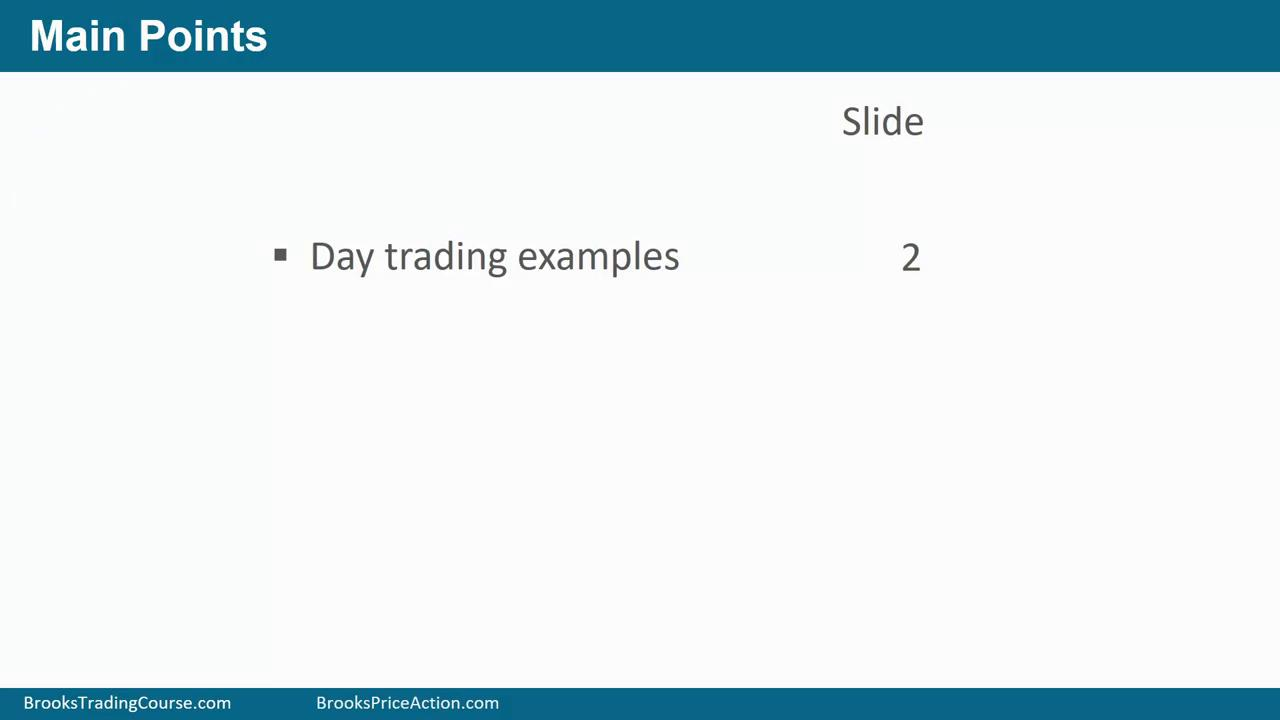 Main Points
Slide
▪ Day trading examples 2
BrooksTradingCourse.com BrooksPriceAction.com